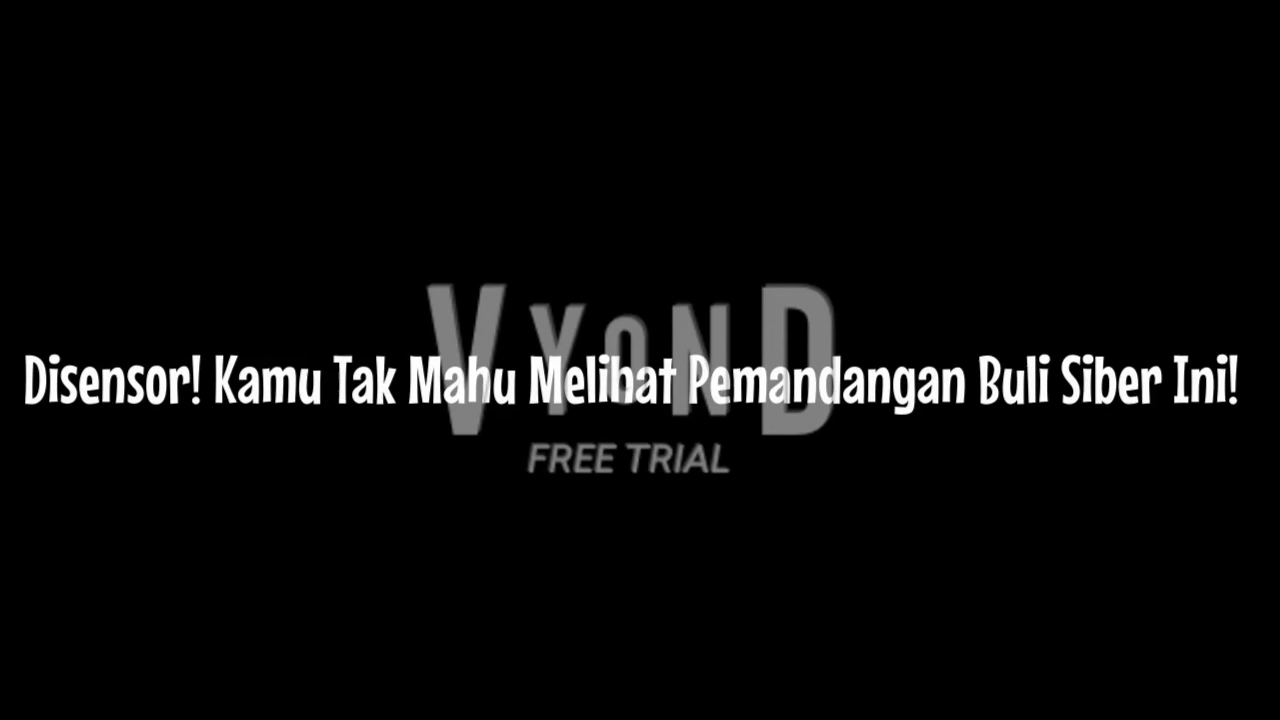 VYOND
Disensor! Kamu Tak Mahu Melihat Pemandangan Buli Siber Ini!
FREE TRIAL